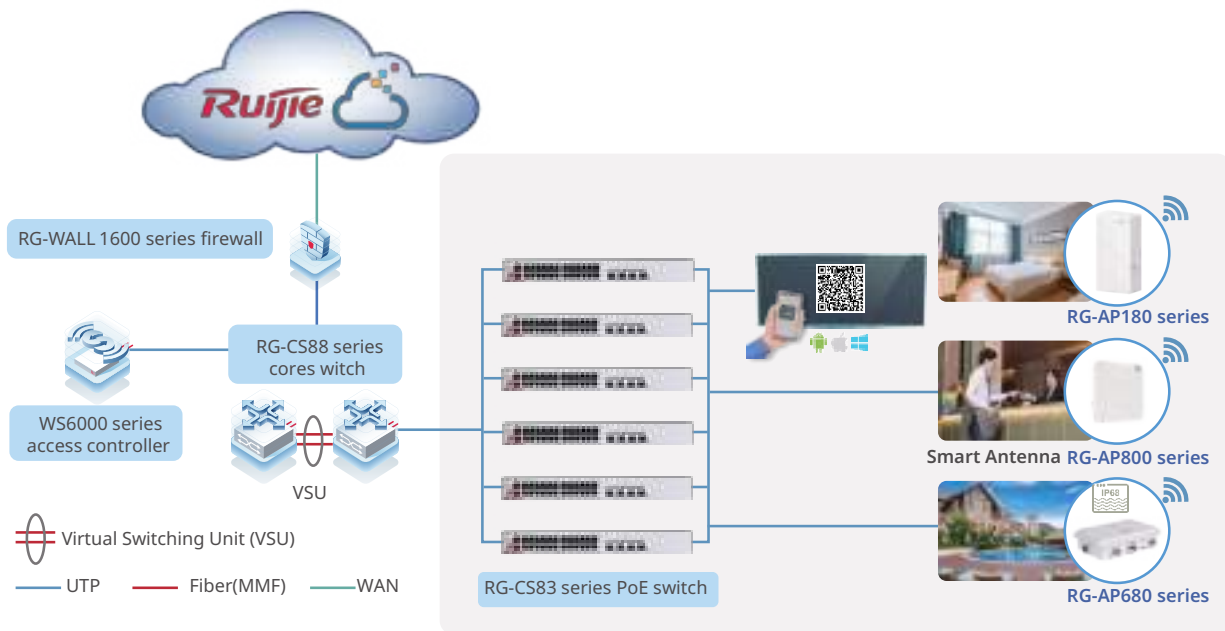 Ruijie
RG-WALL 1600 series firewall
RG-CS88 series
cores witch
WS6000 series
access controller
VSU
Virtual Switching Unit (VSU)
UTP
Fiber(MMF)
WAN
RG-CS83 series PoE switch
RG-AP180 series
Smart Antenna
RG-AP800 series
IP68
RG-AP680 series